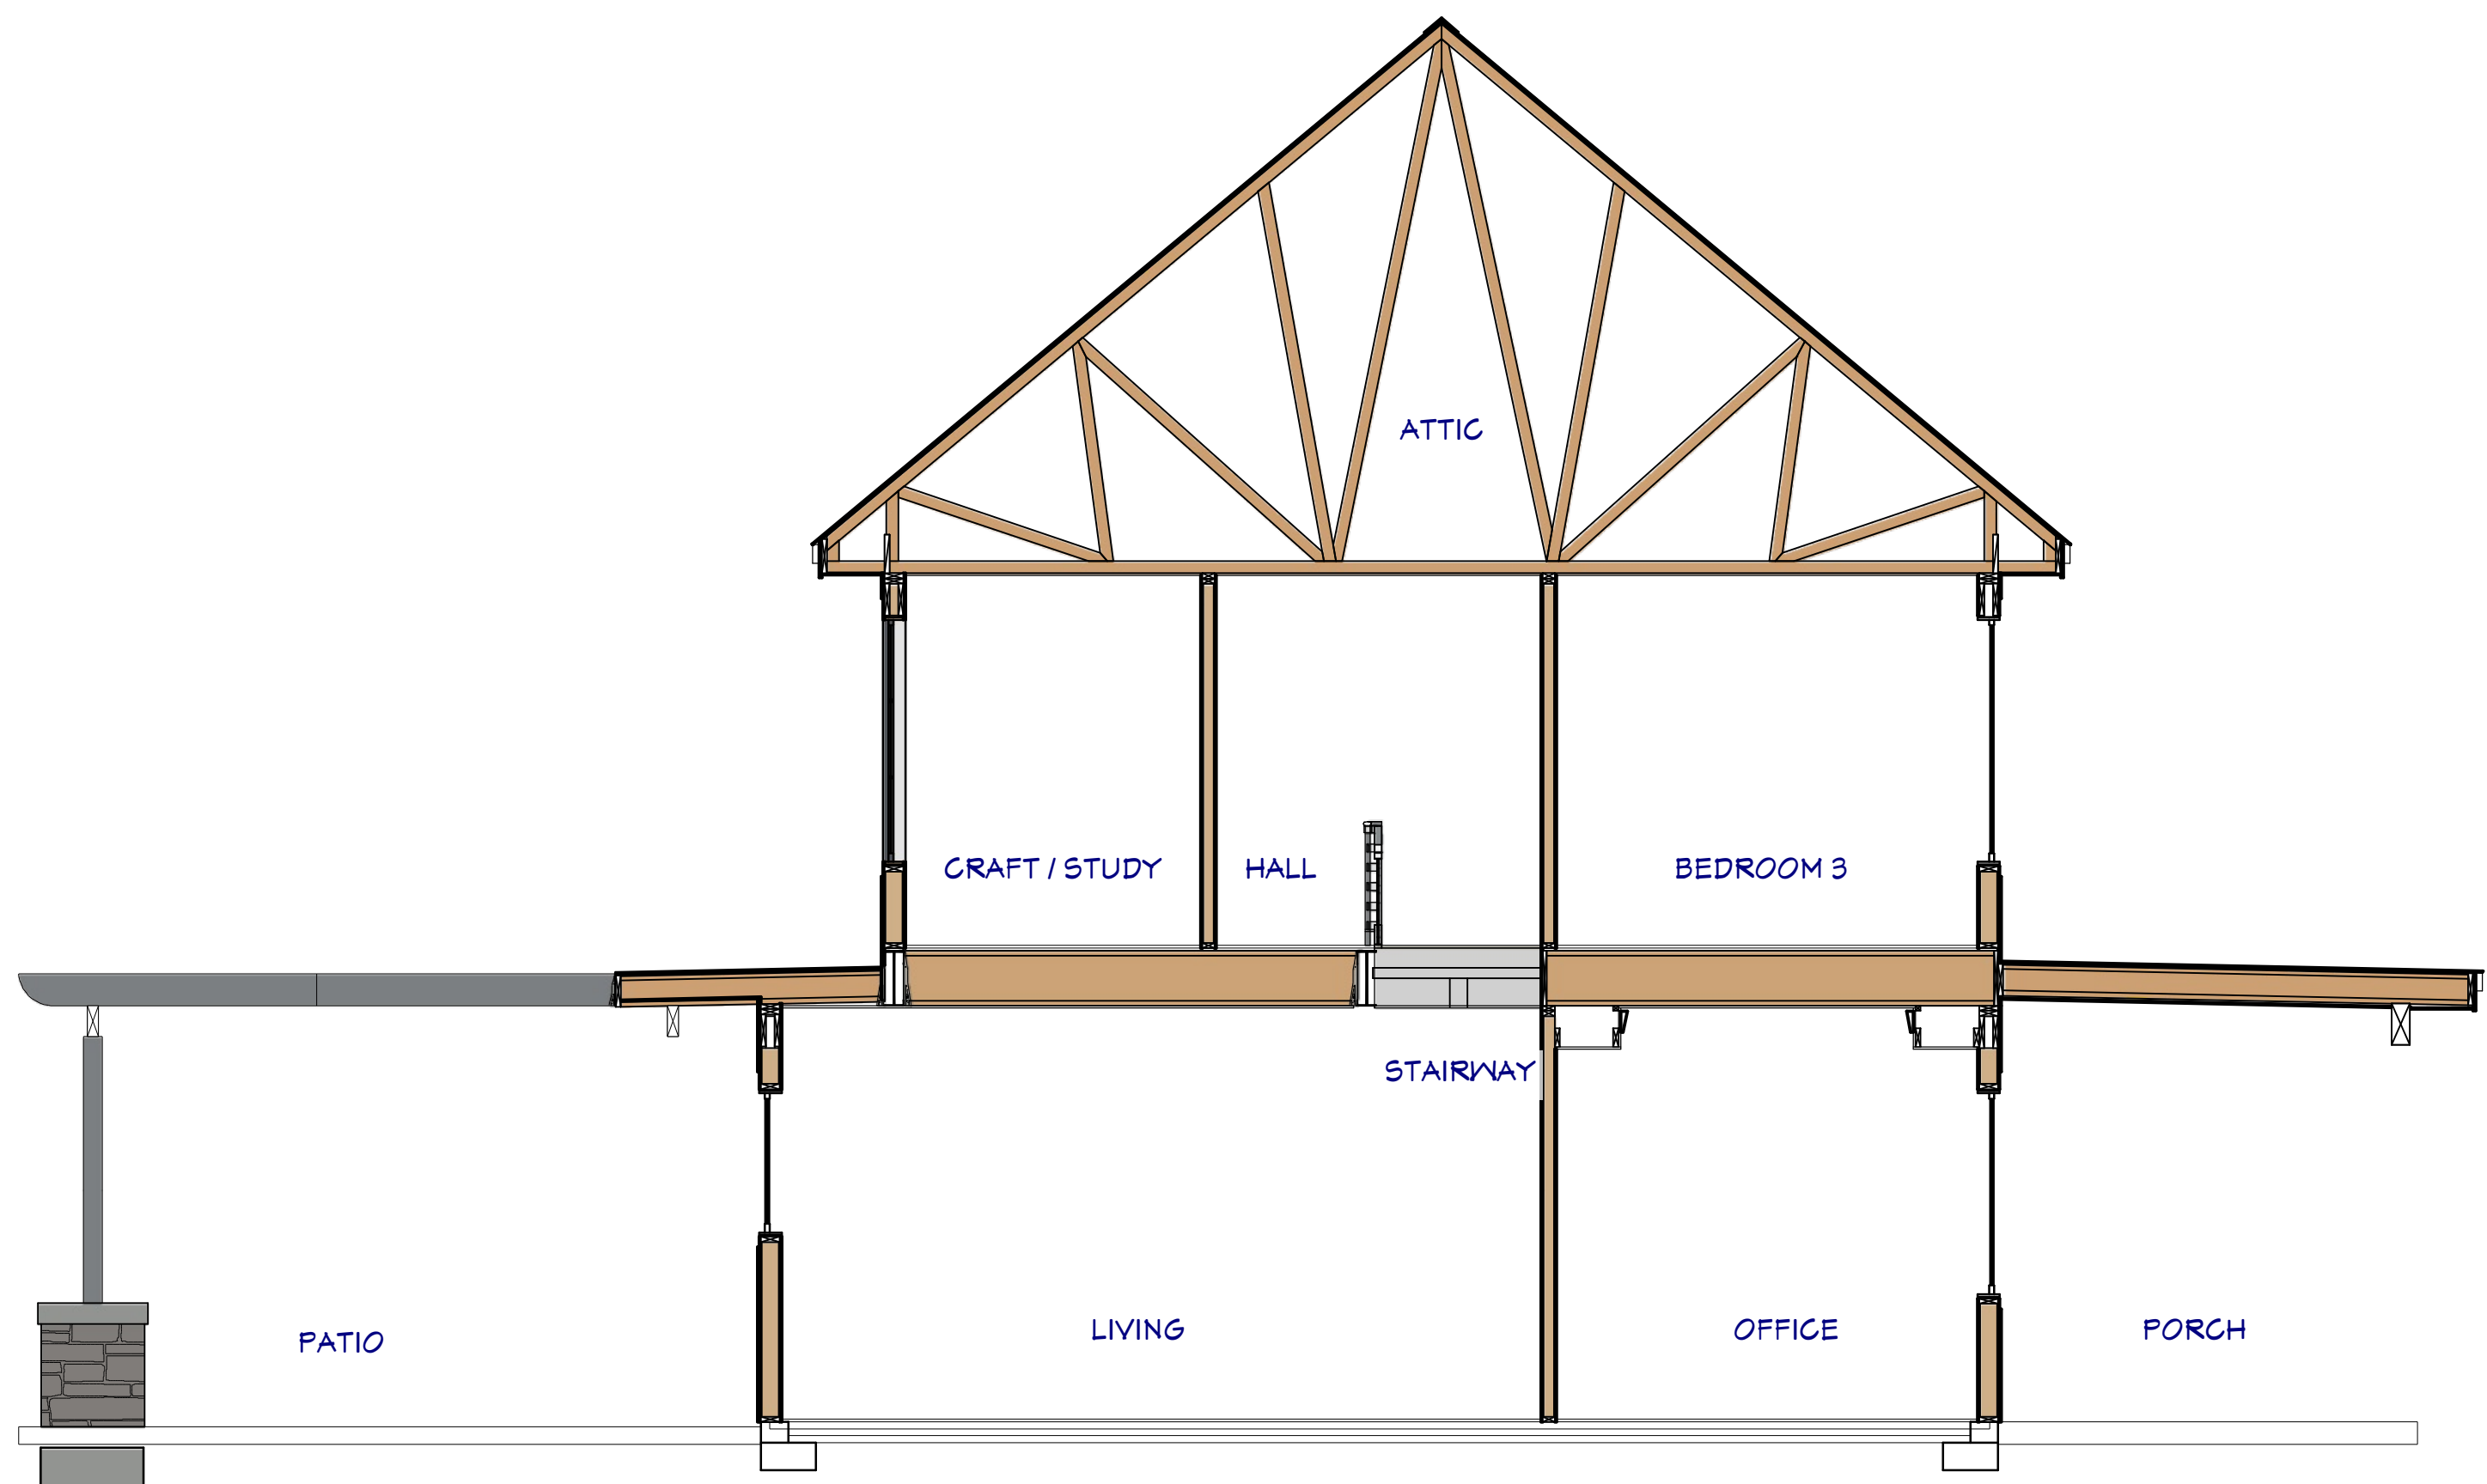 ATTIC
CRAFT / STUDY
HALL
BEDROOM 3
STAIRWAY
PATIO
LIVING
OFFICE
PORCH